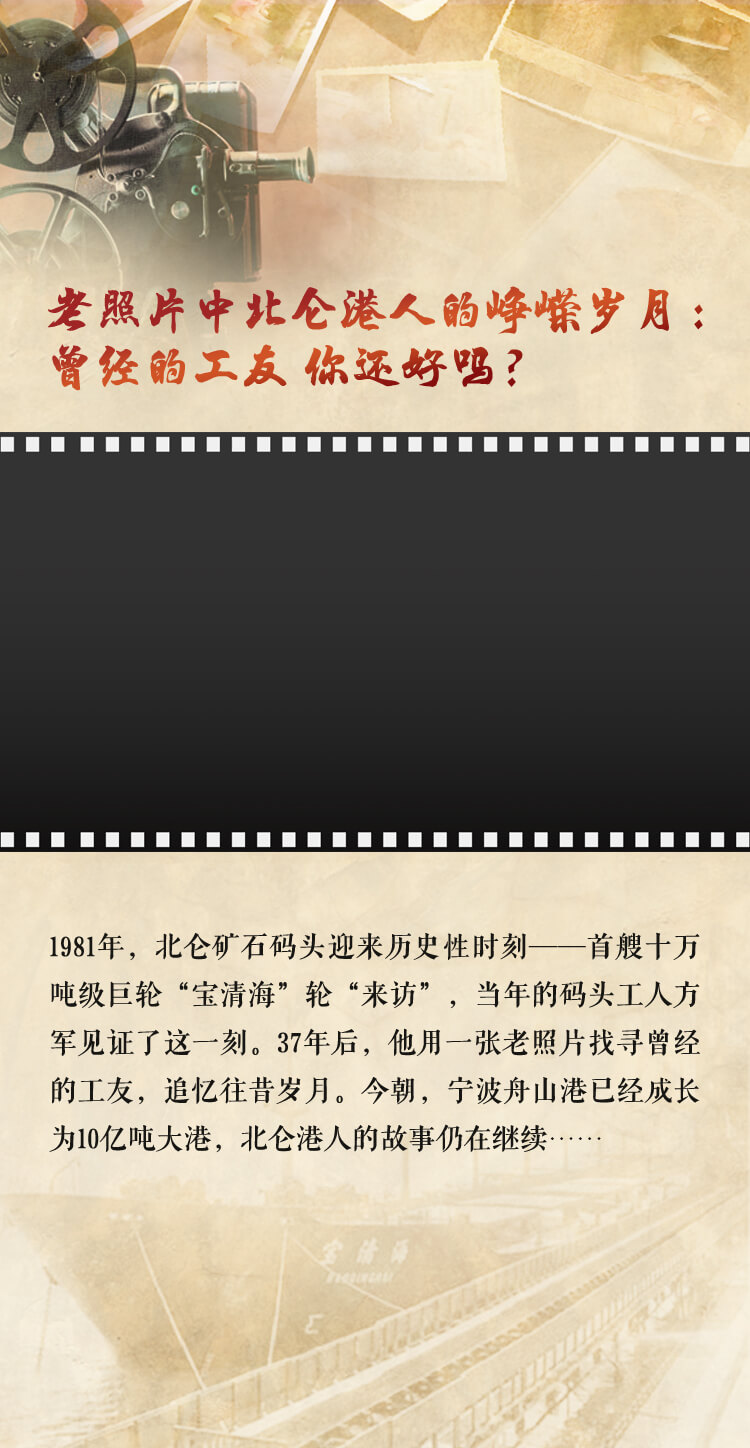 老照片中北仑港人的峥嵘岁月：
曾经的工友 你还好吗？
1981年，北仑矿石码头迎来历史性时刻——首艘十万
吨级巨轮“宝清海”轮“来访”，当年的码头工人方
军见证了这一刻。37年后，他用一张老照片找寻曾经
的工友，追忆往昔岁月。今朝，宁波舟山港已经成长
为10亿吨大港，北仑港人的故事仍在继续……
宝清海
BAOQINGHAI